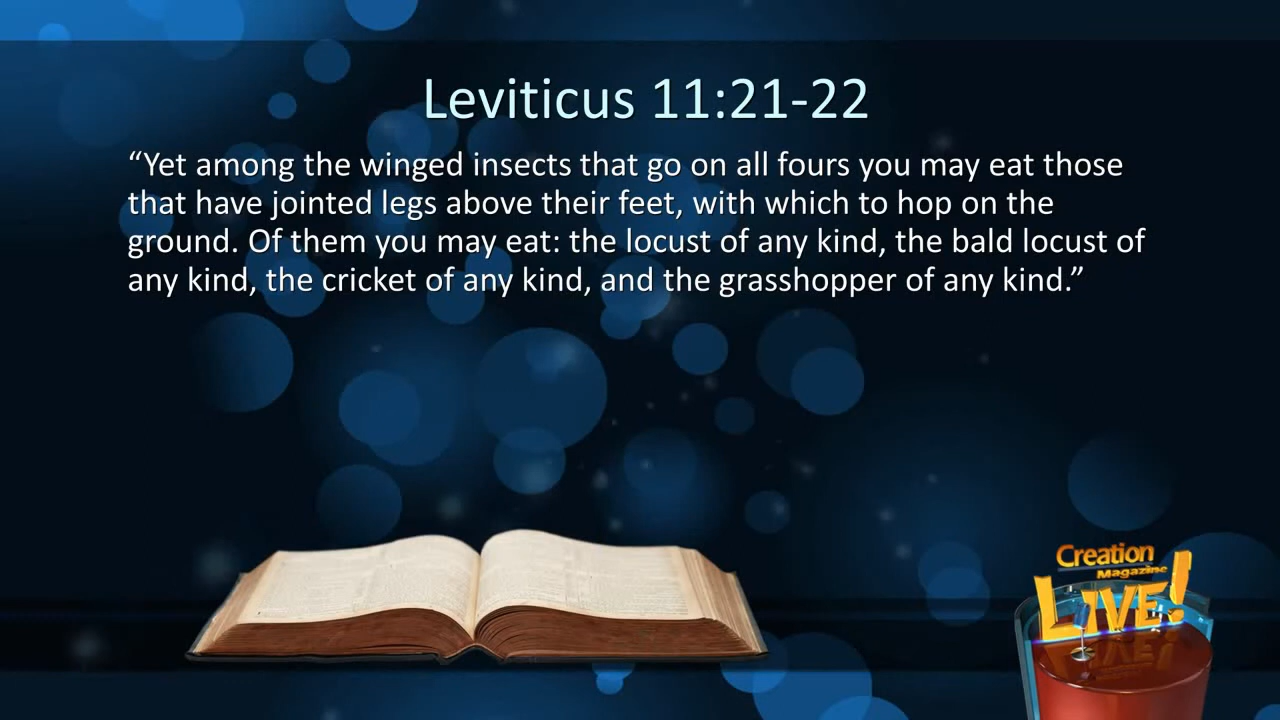 Leviticus 11:21-22
“Yet among the winged insects that go on all fours you may eat those
that have jointed legs above their feet, with which to hop on the
ground. Of them you may eat: the locust of any kind, the bald locust of
any kind, the cricket of any kind, and the grasshopper of any kind.”
Creation
Magazine
LIVE!